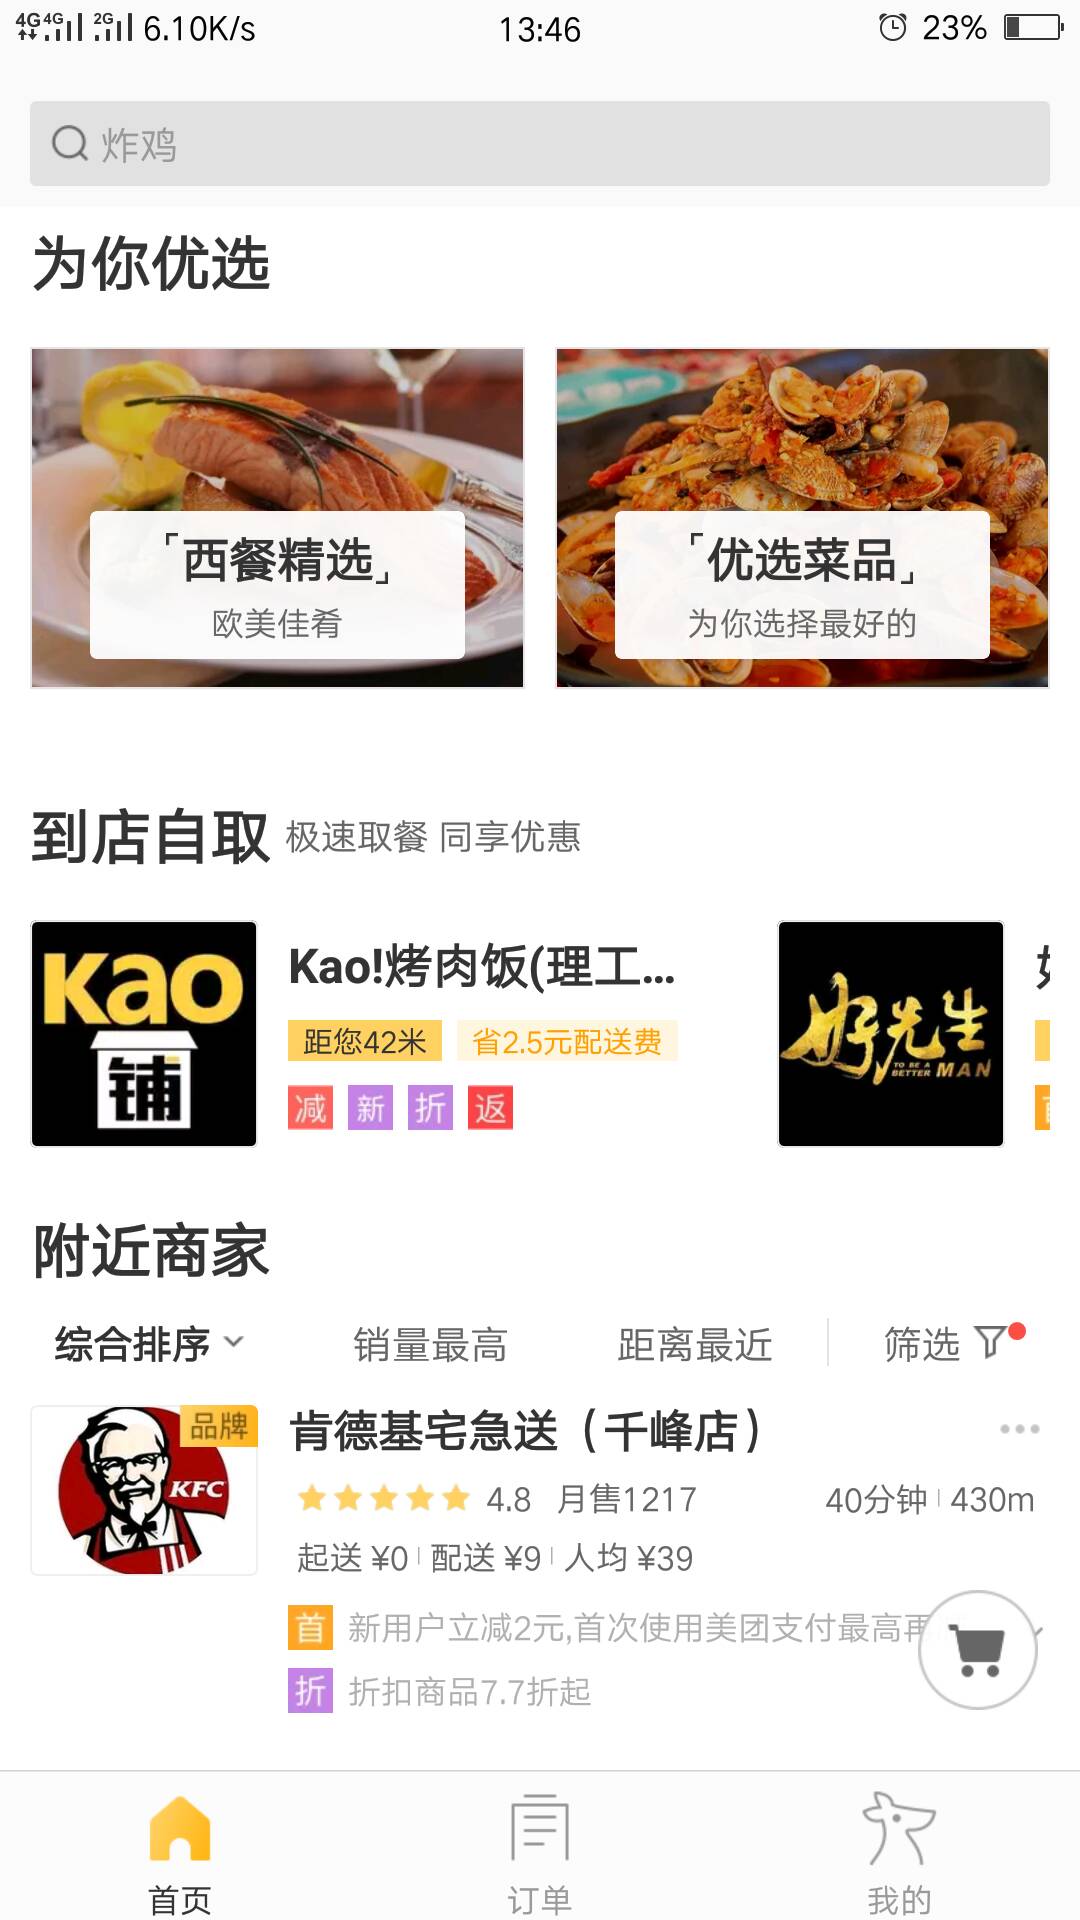 4G 4G 2G 6.10K/s 13:46 23%
炸鸡
为你优选
「西餐精选」
欧美佳肴
「优选菜品」
为你选择最好的
到店自取 极速取餐 同享优惠
Kao
铺
Kao!烤肉饭(理工...
距您42米 省2.5元配送费
减 新 折 返
好先生
TO BE A
BETTER MAN
附近商家
综合排序 销量最高 距离最近 筛选
品牌
KFC
肯德基宅急送（千峰店）
4.8 月售1217 40分钟 430m
起送 ¥0 配送 ¥9 人均 ¥39
首 新用户立减2元,首次使用美团支付最高再
折 折扣商品7.7折起
首页 订单 我的